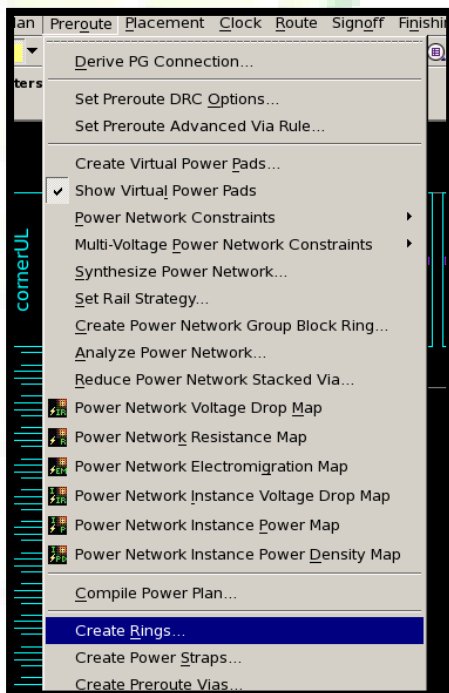 lan Preroute Placement Clock Route Signoff Finishi
ters
Derive PG Connection...
Set Preroute DRC Options...
Set Preroute Advanced Via Rule...
Create Virtual Power Pads...
Show Virtual Power Pads
Power Network Constraints
Multi-Voltage Power Network Constraints
Synthesize Power Network...
Set Rail Strategy...
Create Power Network Group Block Ring...
Analyze Power Network...
Reduce Power Network Stacked Via...
IR Power Network Voltage Drop Map
R Power Network Resistance Map
EM Power Network Electromigration Map
I IR Power Network Instance Voltage Drop Map
I P Power Network Instance Power Map
I PD Power Network Instance Power Density Map
Compile Power Plan...
Create Rings...
Create Power Straps...
Create Preroute Vias...
cornerUL